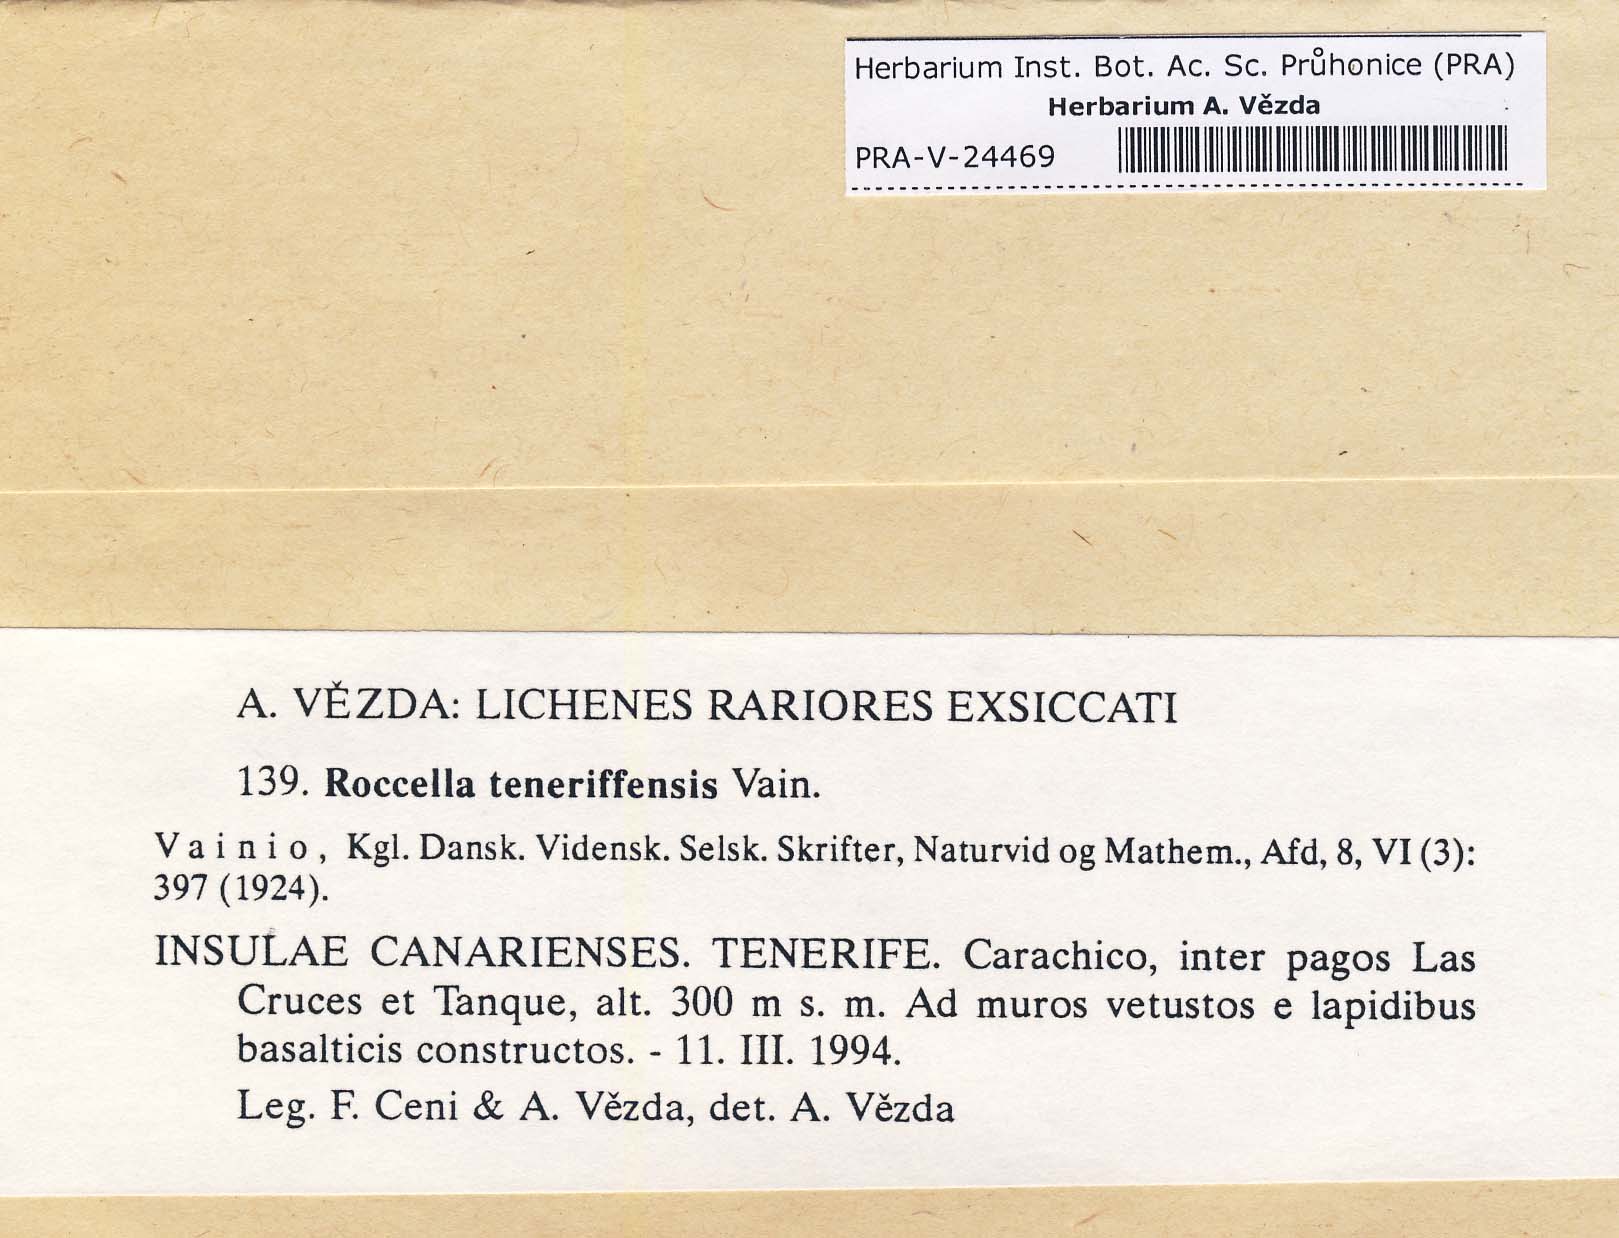 Herbarium Inst. Bot. Ac. Sc. Průhonice (PRA)
Herbarium A. Vězda
PRA-V-24469
A. VĚZDA: LICHENES RARIORES EXSICCATI
139. Roccella teneriffensis Vain.
Vainio, Kgl. Dansk. Vidensk. Selsk. Skrifter, Naturvid og Mathem., Afd, 8, VI (3):
397 (1924).
INSULAE CANARIENSES. TENERIFE. Carachico, inter pagos Las
Cruces et Tanque, alt. 300 m s. m. Ad muros vetustos e lapidibus
basalticis constructos. - 11. III. 1994.
Leg. F. Ceni & A. Vězda, det. A. Vězda